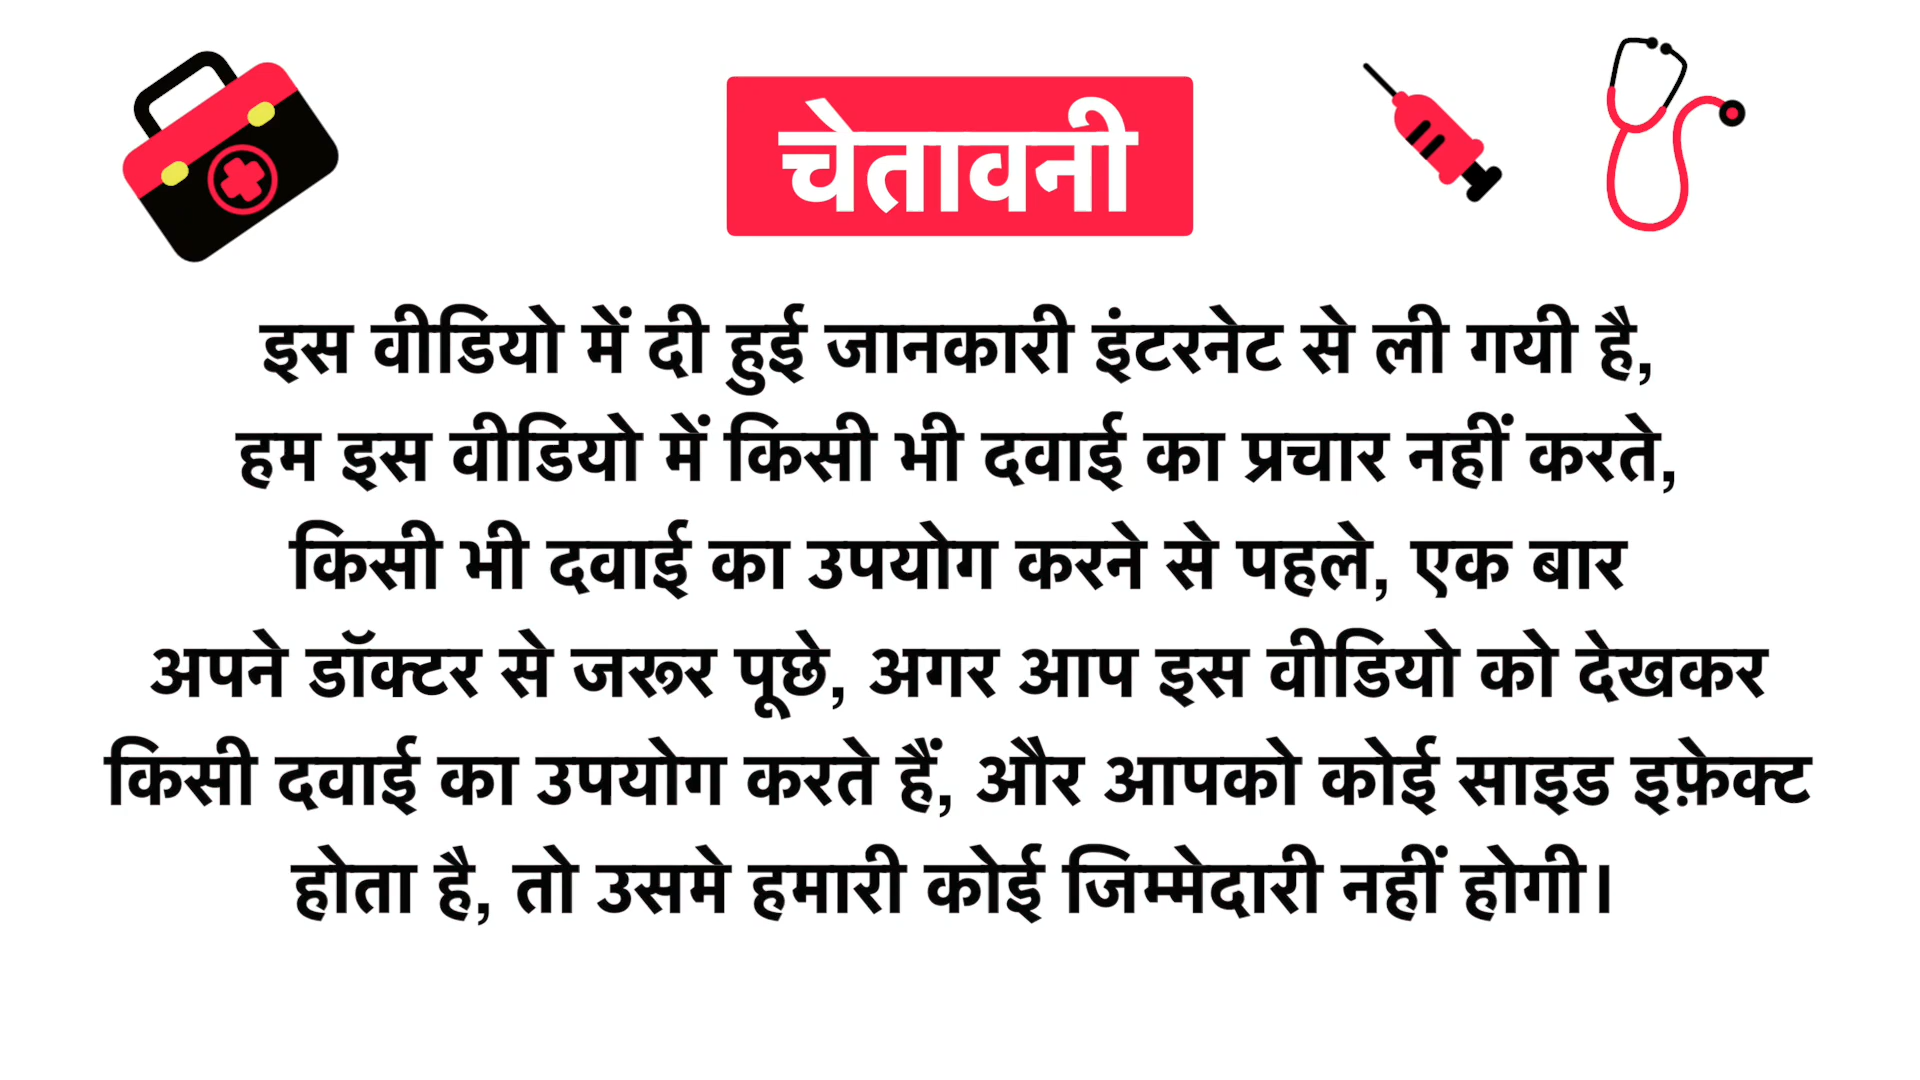 चेतावनी
इस वीडियो में दी हुई जानकारी इंटरनेट से ली गयी है,
हम इस वीडियो में किसी भी दवाई का प्रचार नहीं करते,
किसी भी दवाई का उपयोग करने से पहले, एक बार
अपने डॉक्टर से जरूर पूछे, अगर आप इस वीडियो को देखकर
किसी दवाई का उपयोग करते हैं, और आपको कोई साइड इफ़ेक्ट
होता है, तो उसमे हमारी कोई जिम्मेदारी नहीं होगी।